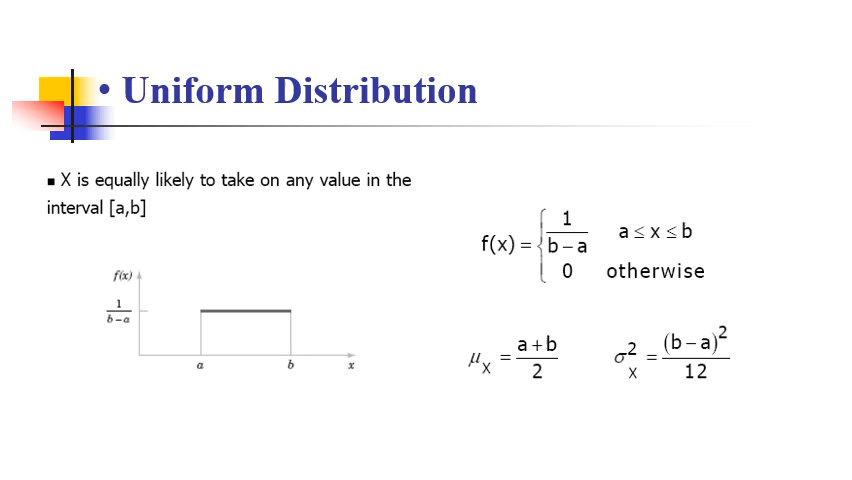 • Uniform Distribution
▪ X is equally likely to take on any value in the
interval [a,b]
f(x) = { 1/(b − a)   a ≤ x ≤ b
0   otherwise
f(x)
1/(b − a)
a b x
μ_X = (a + b)/2   σ²_X = (b − a)²/12